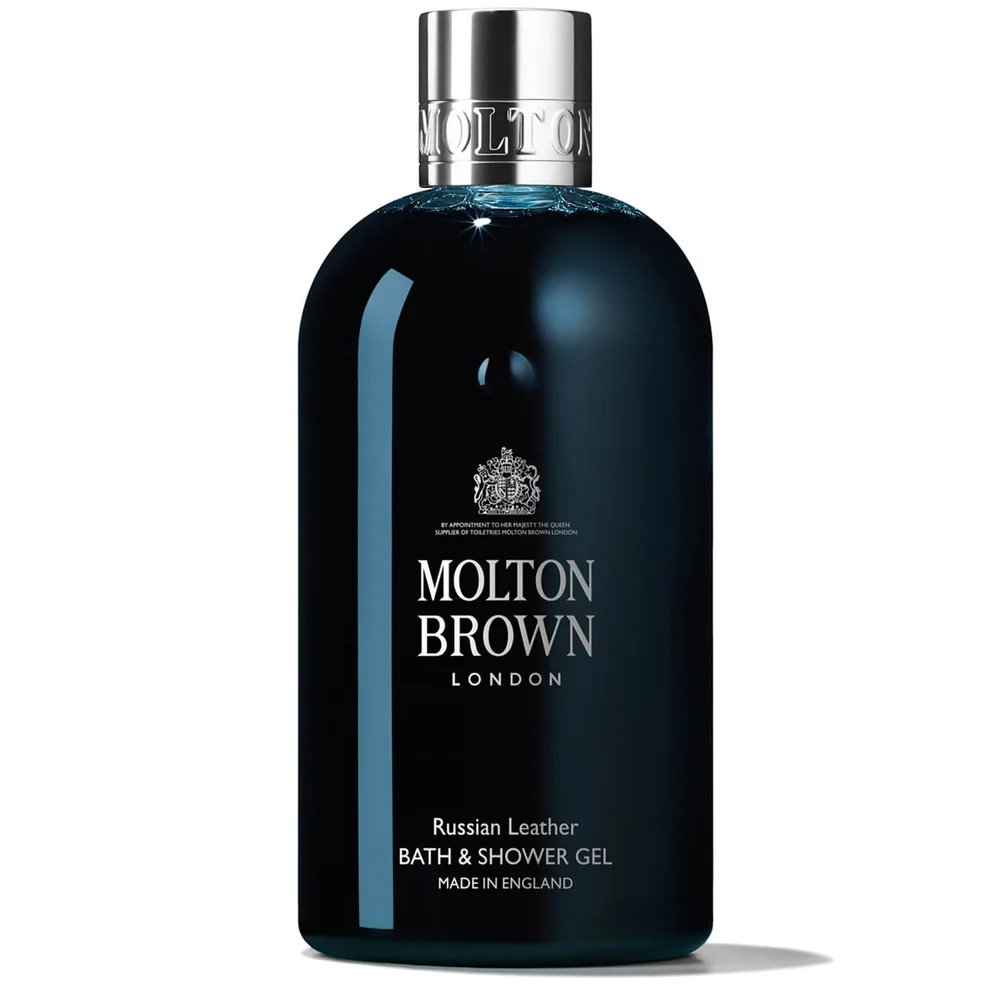 MOLTON
BY APPOINTMENT TO HER MAJESTY THE QUEEN
SUPPLIER OF TOILETRIES MOLTON BROWN LONDON
MOLTON
BROWN
LONDON
Russian Leather
BATH & SHOWER GEL
MADE IN ENGLAND